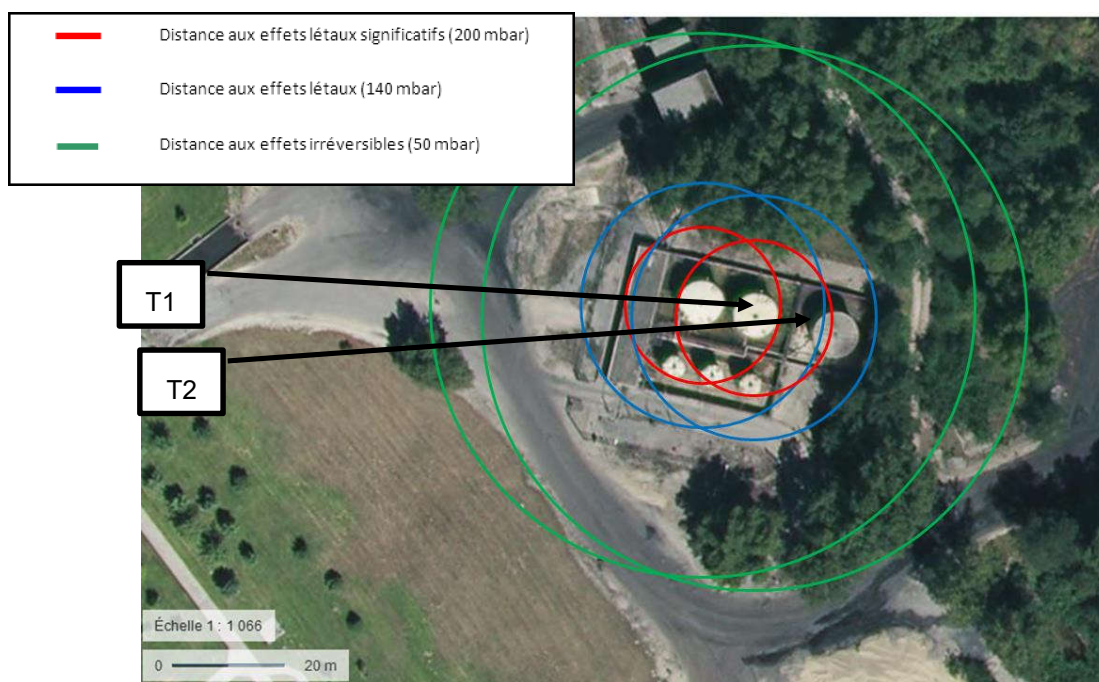 Distance aux effets létaux significatifs (200 mbar)
Distance aux effets létaux (140 mbar)
Distance aux effets irréversibles (50 mbar)
T1
T2
Échelle 1 : 1 066
0 20 m